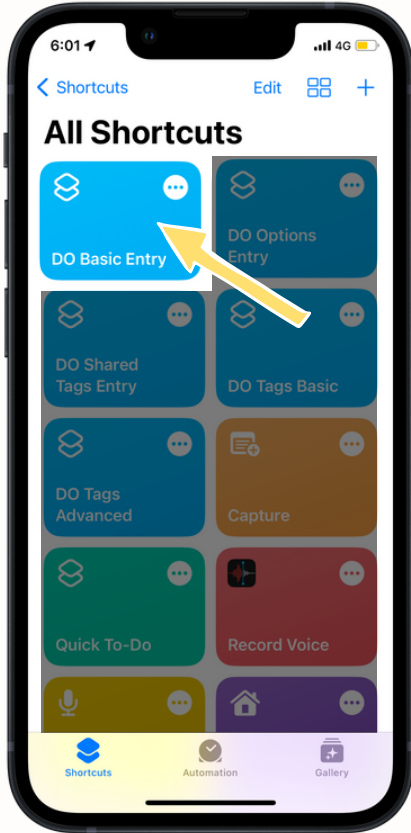 6:01
4G
Shortcuts
Edit
All Shortcuts
DO Basic Entry
DO Options
Entry
DO Shared
Tags Entry
DO Tags Basic
DO Tags
Advanced
Capture
Quick To-Do
Record Voice
Shortcuts
Automation
Gallery